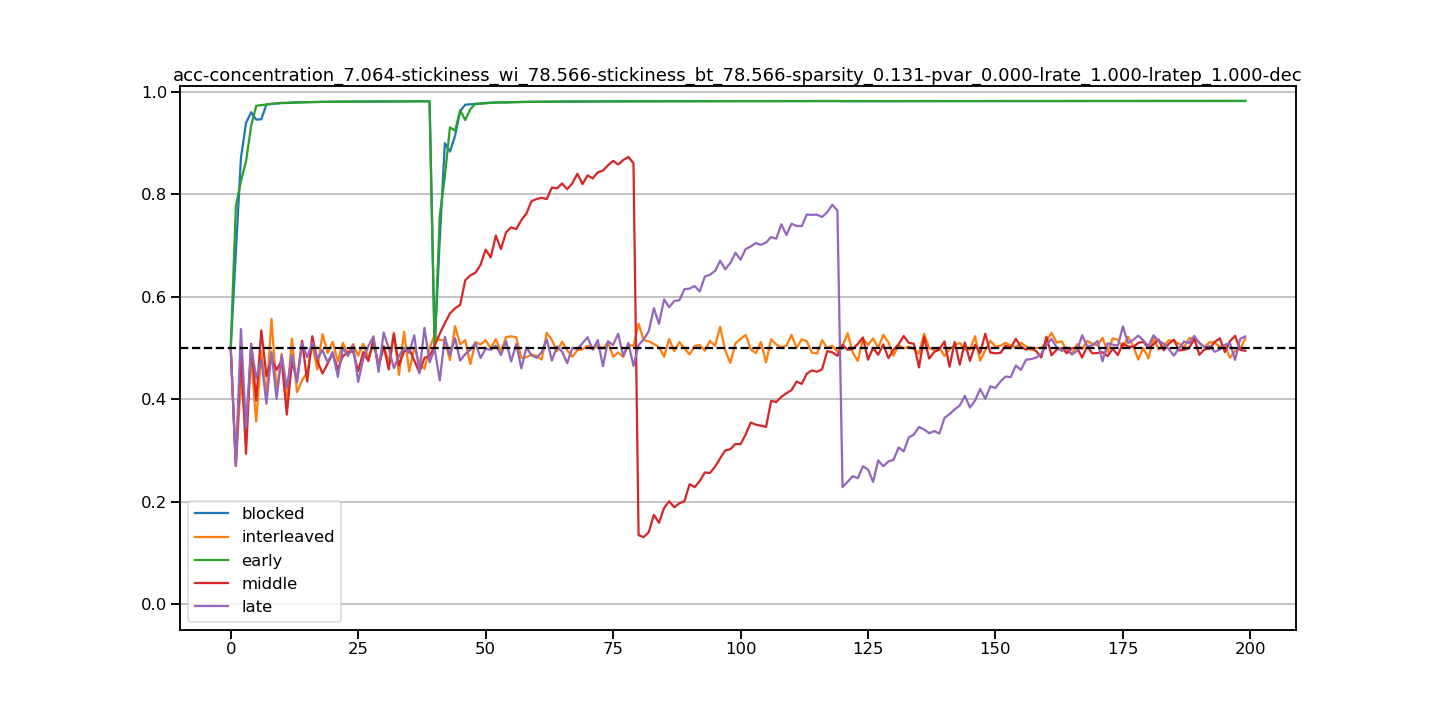 acc-concentration_7.064-stickiness_wi_78.566-stickiness_bt_78.566-sparsity_0.131-pvar_0.000-lrate_1.000-lratep_1.000-dec
1.0
0.8
0.6
0.4
0.2
0.0
blocked
interleaved
early
middle
late
0 25 50 75 100 125 150 175 200